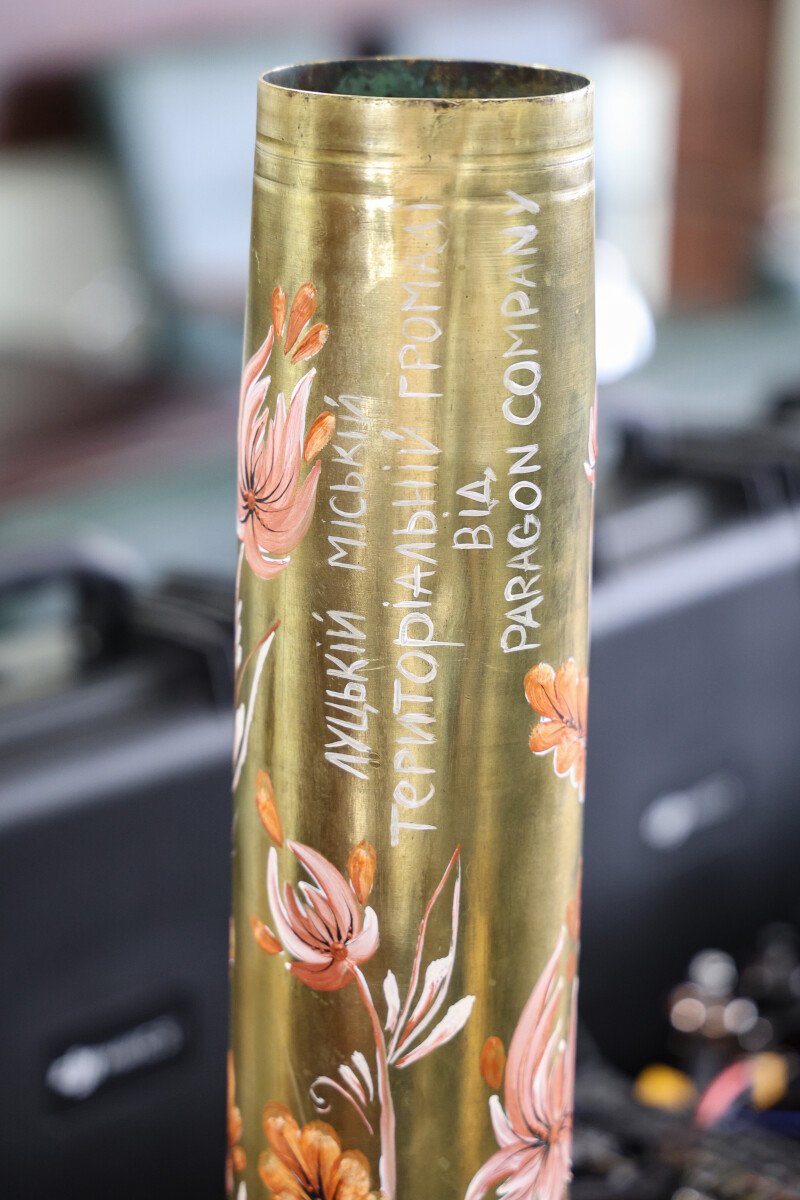 ЛУЦЬКІЙ МІСЬКІЙ
ТЕРИТОРІАЛЬНІЙ ГРОМАДІ
ВІД
PARAGON COMPANY